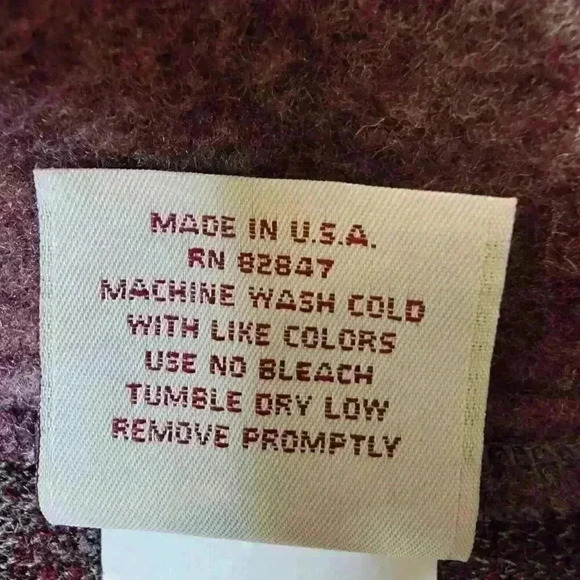 MADE IN U.S.A.
RN 82847
MACHINE WASH COLD
WITH LIKE COLORS
USE NO BLEACH
TUMBLE DRY LOW
REMOVE PROMPTLY